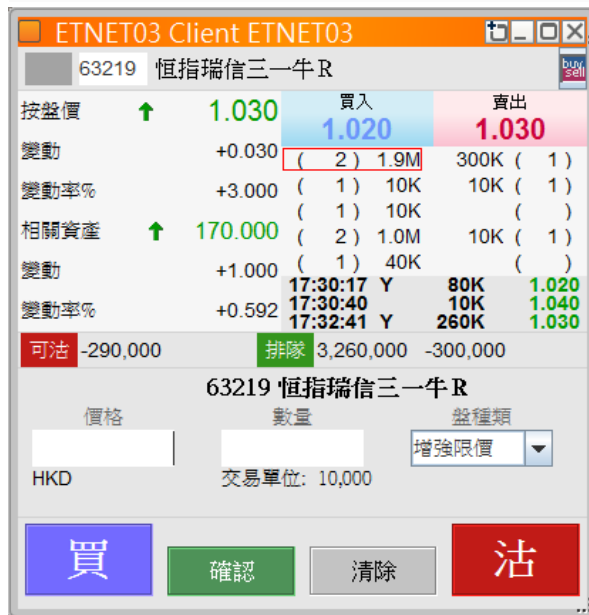 ETNET03 Client ETNET03
63219 恒指瑞信三一牛R
buy sell
按盤價 1.030
變動 +0.030
變動率% +3.000
相關資產 170.000
變動 +1.000
變動率% +0.592
買入 賣出
1.020 1.030
( 2) 1.9M 300K ( 1)
( 1) 10K 10K ( 1)
( 1) 10K ( )
( 2) 1.0M 10K ( 1)
( 1) 40K ( )
17:30:17 Y 80K 1.020
17:30:40 10K 1.040
17:32:41 Y 260K 1.030
可沽 -290,000 排隊 3,260,000 -300,000
63219 恒指瑞信三一牛R
價格 數量 盤種類
增強限價
HKD 交易單位: 10,000
買 確認 清除 沽